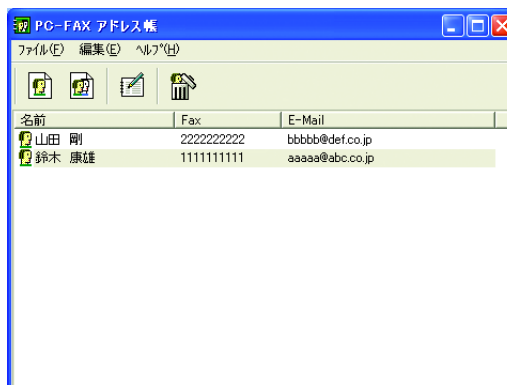 PC-FAX アドレス帳
ファイル(F) 編集(E) ヘルプ(H)
名前 Fax E-Mail
山田 剛 2222222222 bbbbb@def.co.jp
鈴木 康雄 1111111111 aaaaa@abc.co.jp